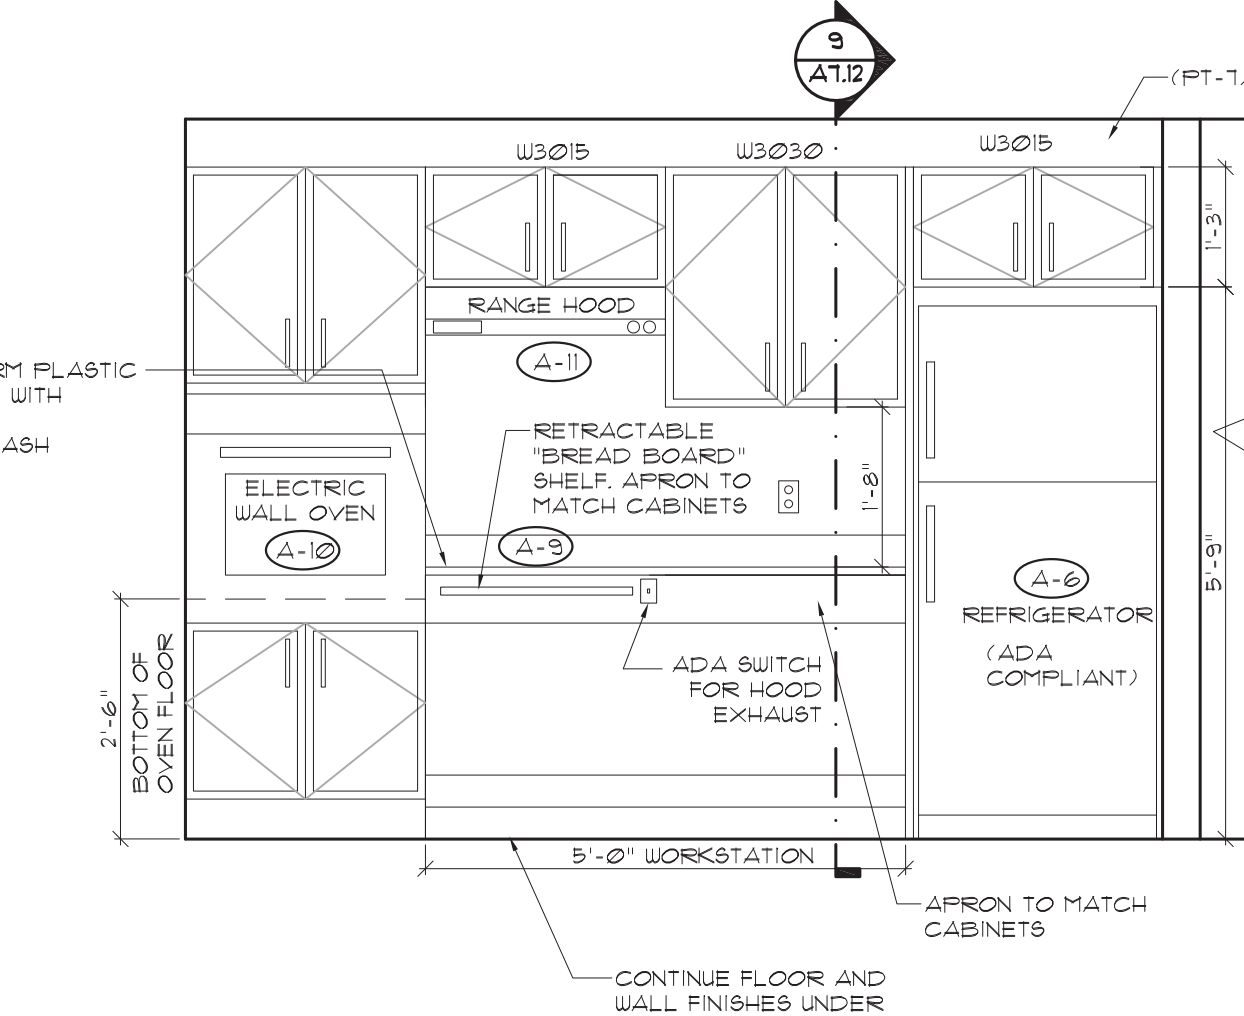 9
A7.12
(PT-7)
W3015
W3030
W3015
1'-3"
RANGE HOOD
A-11
RM PLASTIC
WITH
ASH
RETRACTABLE
"BREAD BOARD"
SHELF. APRON TO
MATCH CABINETS
1'-8"
ELECTRIC
WALL OVEN
A-10
A-9
A-6
REFRIGERATOR
(ADA
COMPLIANT)
5'-9"
ADA SWITCH
FOR HOOD
EXHAUST
2'-6"
BOTTOM OF
OVEN FLOOR
5'-0" WORKSTATION
APRON TO MATCH
CABINETS
CONTINUE FLOOR AND
WALL FINISHES UNDER